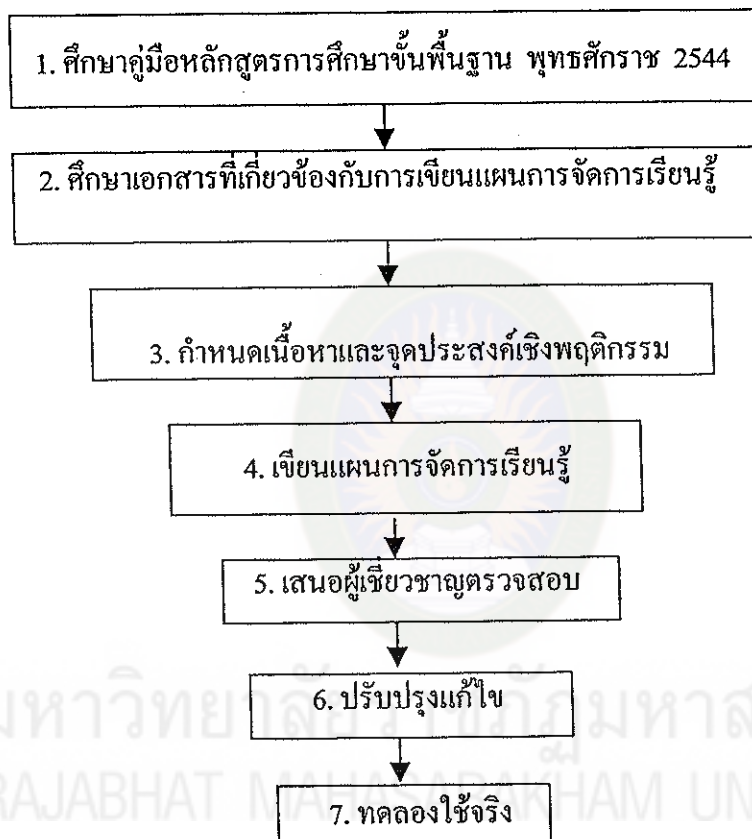 1. ศึกษาคู่มือหลักสูตรการศึกษาขั้นพื้นฐาน พุทธศักราช 2544
2. ศึกษาเอกสารที่เกี่ยวข้องกับการเขียนแผนการจัดการเรียนรู้
3. กำหนดเนื้อหาและจุดประสงค์เชิงพฤติกรรม
4. เขียนแผนการจัดการเรียนรู้
5. เสนอผู้เชี่ยวชาญตรวจสอบ
6. ปรับปรุงแก้ไข
มหาวิทยาลัยราชภัฏมหาส
RAJABHAT MAHASARAKHAM UN
7. ทดลองใช้จริง